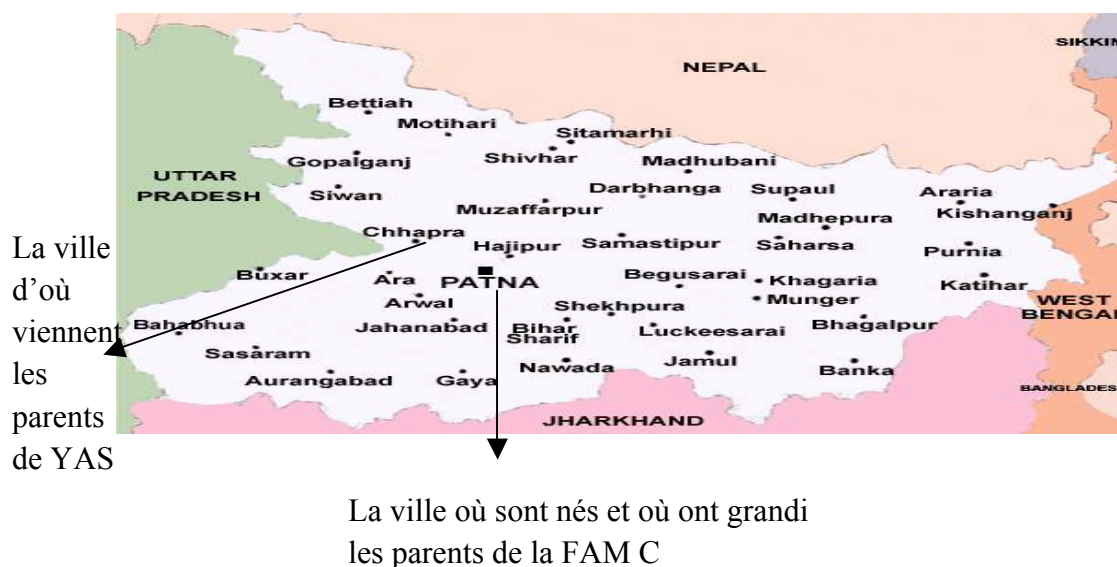 NEPAL
SIKKIM
Bettiah
Motihari
Sitamarhi
Gopalganj
Shivhar
Madhubani
UTTAR
PRADESH
Siwan
Darbhanga
Supaul
Araria
Kishanganj
Muzaffarpur
Madhepura
Chhapra
Hajipur
Samastipur
Saharsa
Purnia
Buxar
Ara
PATNA
Begusarai
Khagaria
Katihar
Arwal
Shekhpura
Munger
WEST
BENGAL
Bahabhua
Jahanabad
Bihar
Sharif
Luckeesarai
Bhagalpur
Sasaram
Nawada
Jamul
Banka
Aurangabad
Gaya
BANGLADES
JHARKHAND
La ville
d’où
viennent
les
parents
de YAS
La ville où sont nés et où ont grandi
les parents de la FAM C